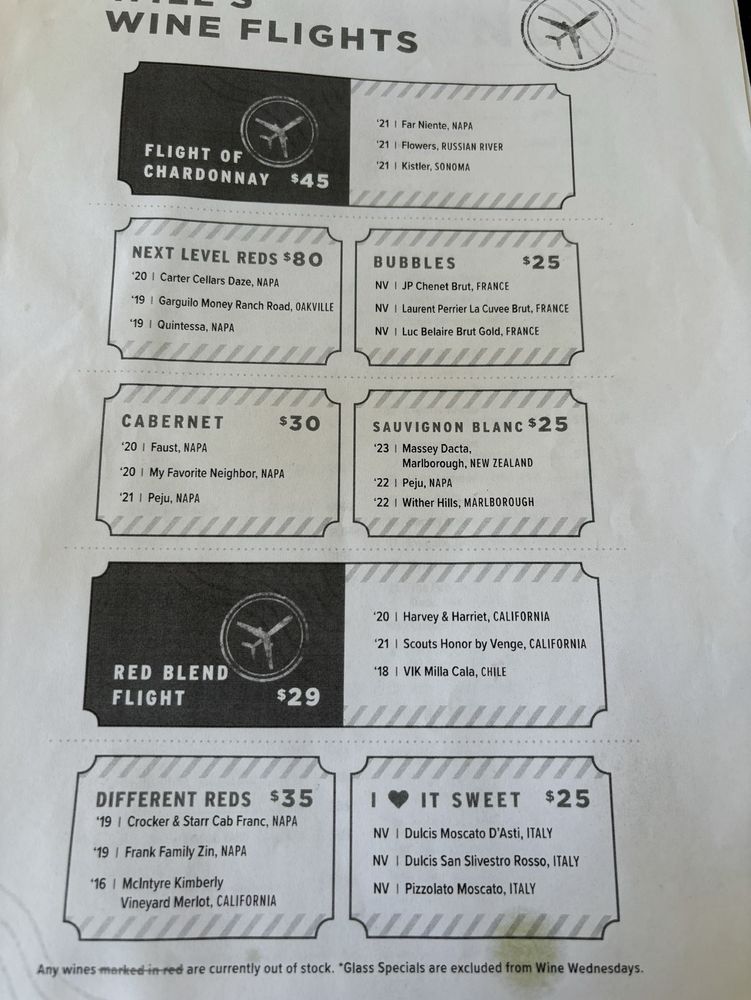 WINE FLIGHTS
FLIGHT OF
CHARDONNAY $45
'21 | Far Niente, NAPA
'21 | Flowers, RUSSIAN RIVER
'21 | Kistler, SONOMA
NEXT LEVEL REDS $80
'20 | Carter Cellars Daze, NAPA
'19 | Garguilo Money Ranch Road, OAKVILLE
'19 | Quintessa, NAPA
BUBBLES $25
NV | JP Chenet Brut, FRANCE
NV | Laurent Perrier La Cuvee Brut, FRANCE
NV | Luc Belaire Brut Gold, FRANCE
CABERNET $30
'20 | Faust, NAPA
'20 | My Favorite Neighbor, NAPA
'21 | Peju, NAPA
SAUVIGNON BLANC $25
'23 | Massey Dacta,
Marlborough, NEW ZEALAND
'22 | Peju, NAPA
'22 | Wither Hills, MARLBOROUGH
RED BLEND
FLIGHT $29
'20 | Harvey & Harriet, CALIFORNIA
'21 | Scouts Honor by Venge, CALIFORNIA
'18 | VIK Milla Cala, CHILE
DIFFERENT REDS $35
'19 | Crocker & Starr Cab Franc, NAPA
'19 | Frank Family Zin, NAPA
'16 | McIntyre Kimberly
Vineyard Merlot, CALIFORNIA
I ♥ IT SWEET $25
NV | Dulcis Moscato D'Asti, ITALY
NV | Dulcis San Slivestro Rosso, ITALY
NV | Pizzolato Moscato, ITALY
Any wines marked in red are currently out of stock. *Glass Specials are excluded from Wine Wednesdays.